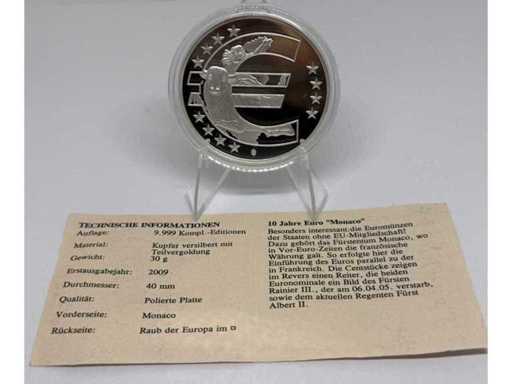 TECHNISCHE INFORMATIONEN
Auflage: 9.999 Kompl.-Editionen
Material: Kupfer versilbert mit
Teilvergoldung
Gewicht: 30 g
Erstausgabejahr: 2009
Durchmesser: 40 mm
Qualität: Polierte Platte
Vorderseite: Monaco
Rückseite: Raub der Europa im ¤
10 Jahre Euro "Monaco"
Besonders interessant:die Euromünzen
der Staaten ohne EU-Mitgliedschaft!
Dazu gehört das Fürstentum Monaco, wo
in Vor-Euro-Zeiten die französische
Währung galt. So erfolgte hier die
Einführung des Euros parallel zu der
in Frankreich. Die Centstücke zeigen
im Revers einen Reiter, die beiden
Euronominale ein Bild des Fürsten
Rainier III., der am 06.04.05. verstarb,
sowie dem aktuellen Regenten Fürst
Albert II.